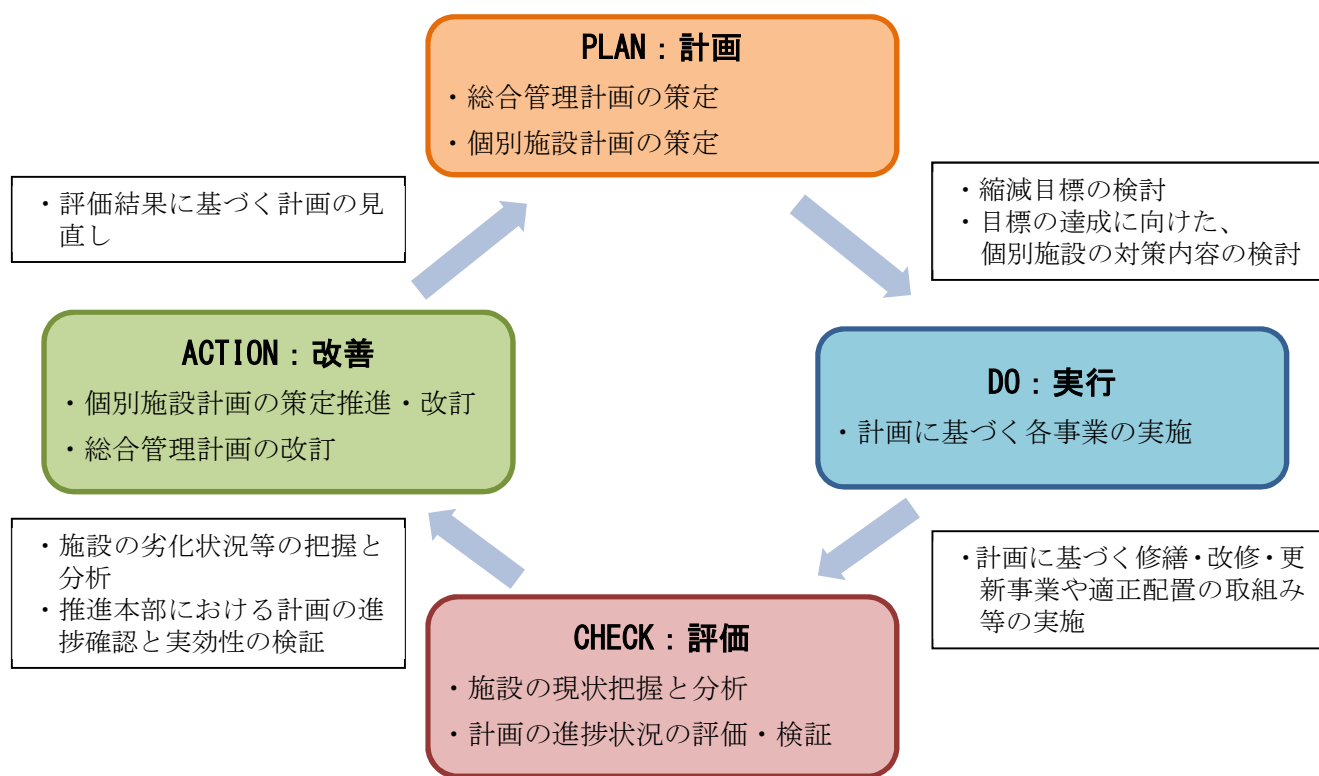 PLAN：計画
・総合管理計画の策定
・個別施設計画の策定
・評価結果に基づく計画の見
直し
・縮減目標の検討
・目標の達成に向けた、
個別施設の対策内容の検討
ACTION：改善
・個別施設計画の策定推進・改訂
・総合管理計画の改訂
DO：実行
・計画に基づく各事業の実施
・施設の劣化状況等の把握と
分析
・推進本部における計画の進
捗確認と実効性の検証
・計画に基づく修繕・改修・更
新事業や適正配置の取組み
等の実施
CHECK：評価
・施設の現状把握と分析
・計画の進捗状況の評価・検証